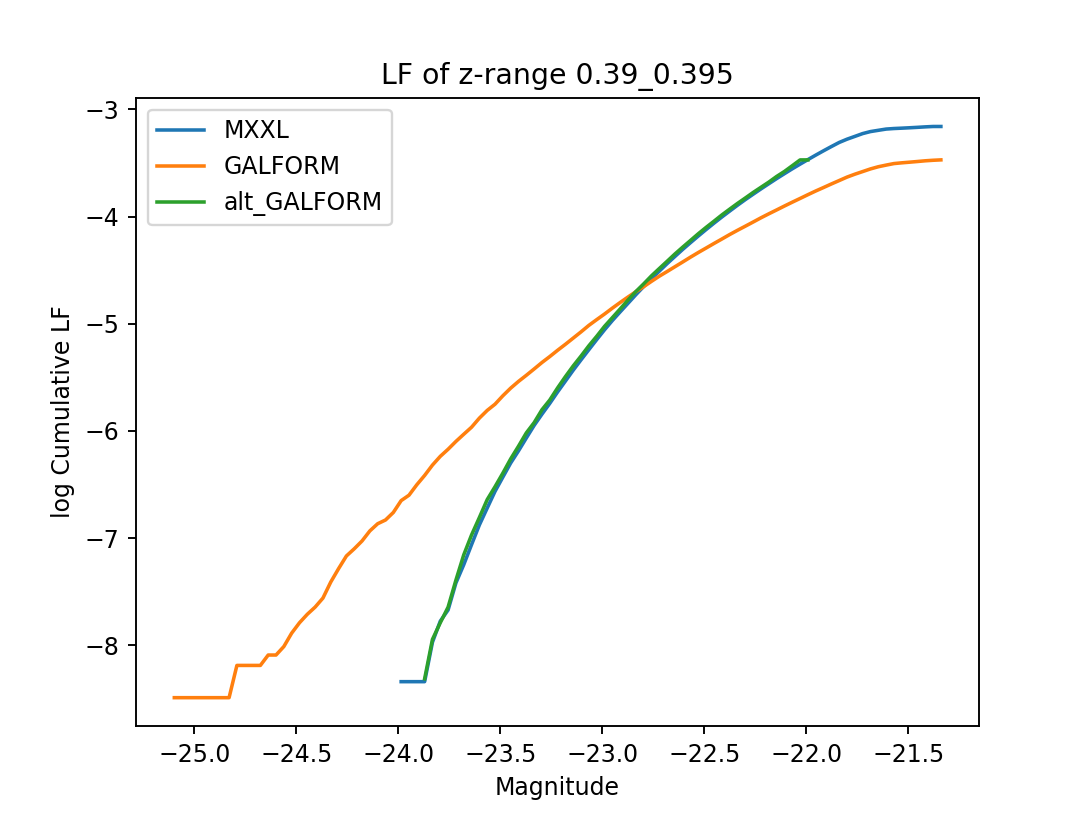 LF of z-range 0.39_0.395
MXXL
GALFORM
alt_GALFORM
−3
−4
−5
−6
−7
−8
log Cumulative LF
−25.0 −24.5 −24.0 −23.5 −23.0 −22.5 −22.0 −21.5
Magnitude